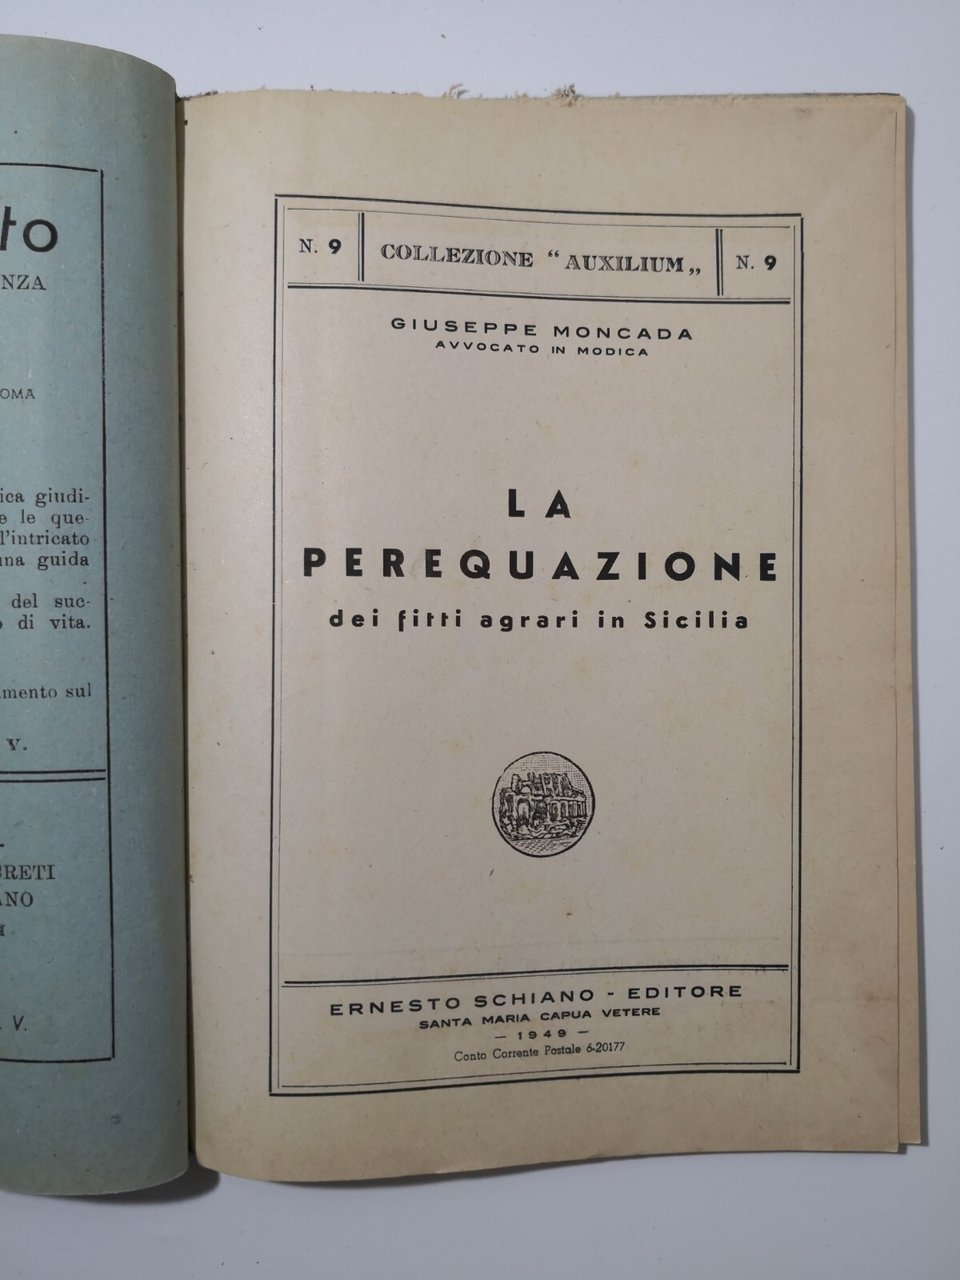 N. 9 COLLEZIONE “AUXILIUM„ N. 9
GIUSEPPE MONCADA
AVVOCATO IN MODICA
LA
PEREQUAZIONE
dei fitti agrari in Sicilia
ERNESTO SCHIANO - EDITORE
SANTA MARIA CAPUA VETERE
— 1949 —
Conto Corrente Postale 6-20177
to
NZA
OMA
ica giudi-
e le que-
l'intricato
una guida
del suc-
di vita.
mento sul
V.
CRETI
ANO
. V.